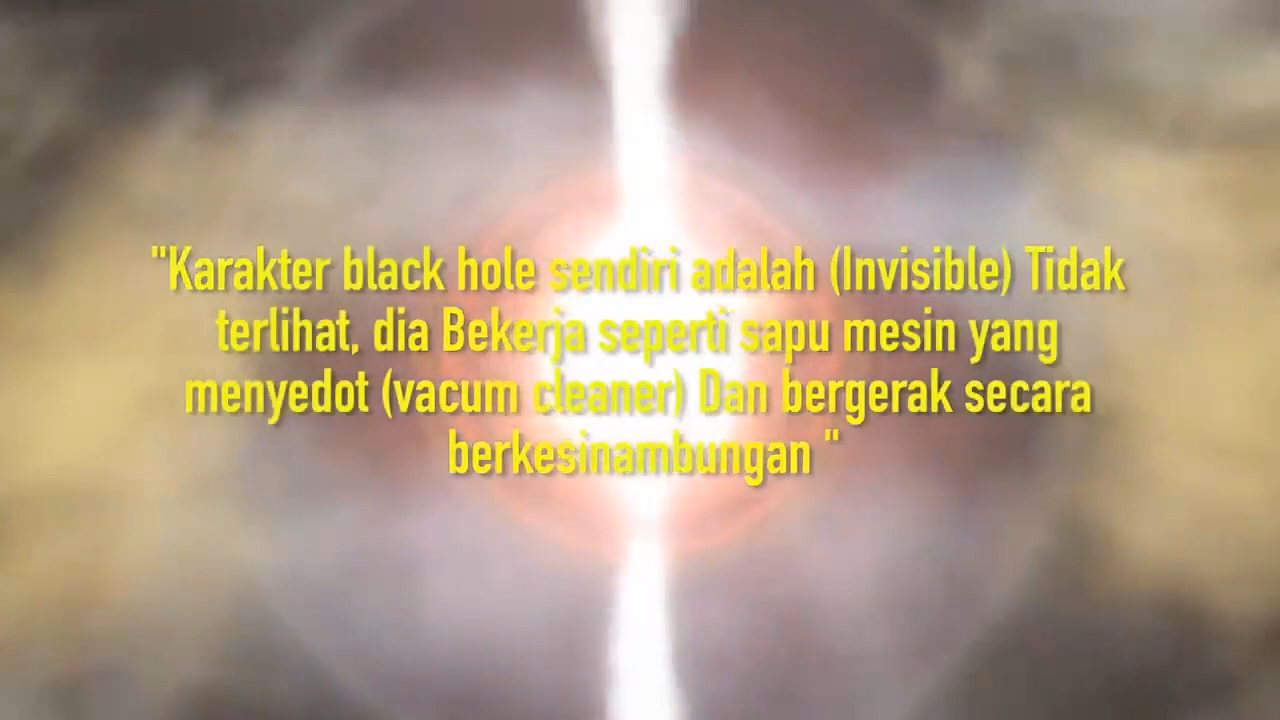 "Karakter black hole sendiri adalah (Invisible) Tidak
terlihat, dia Bekerja seperti sapu mesin yang
menyedot (vacum cleaner) Dan bergerak secara
berkesinambungan "